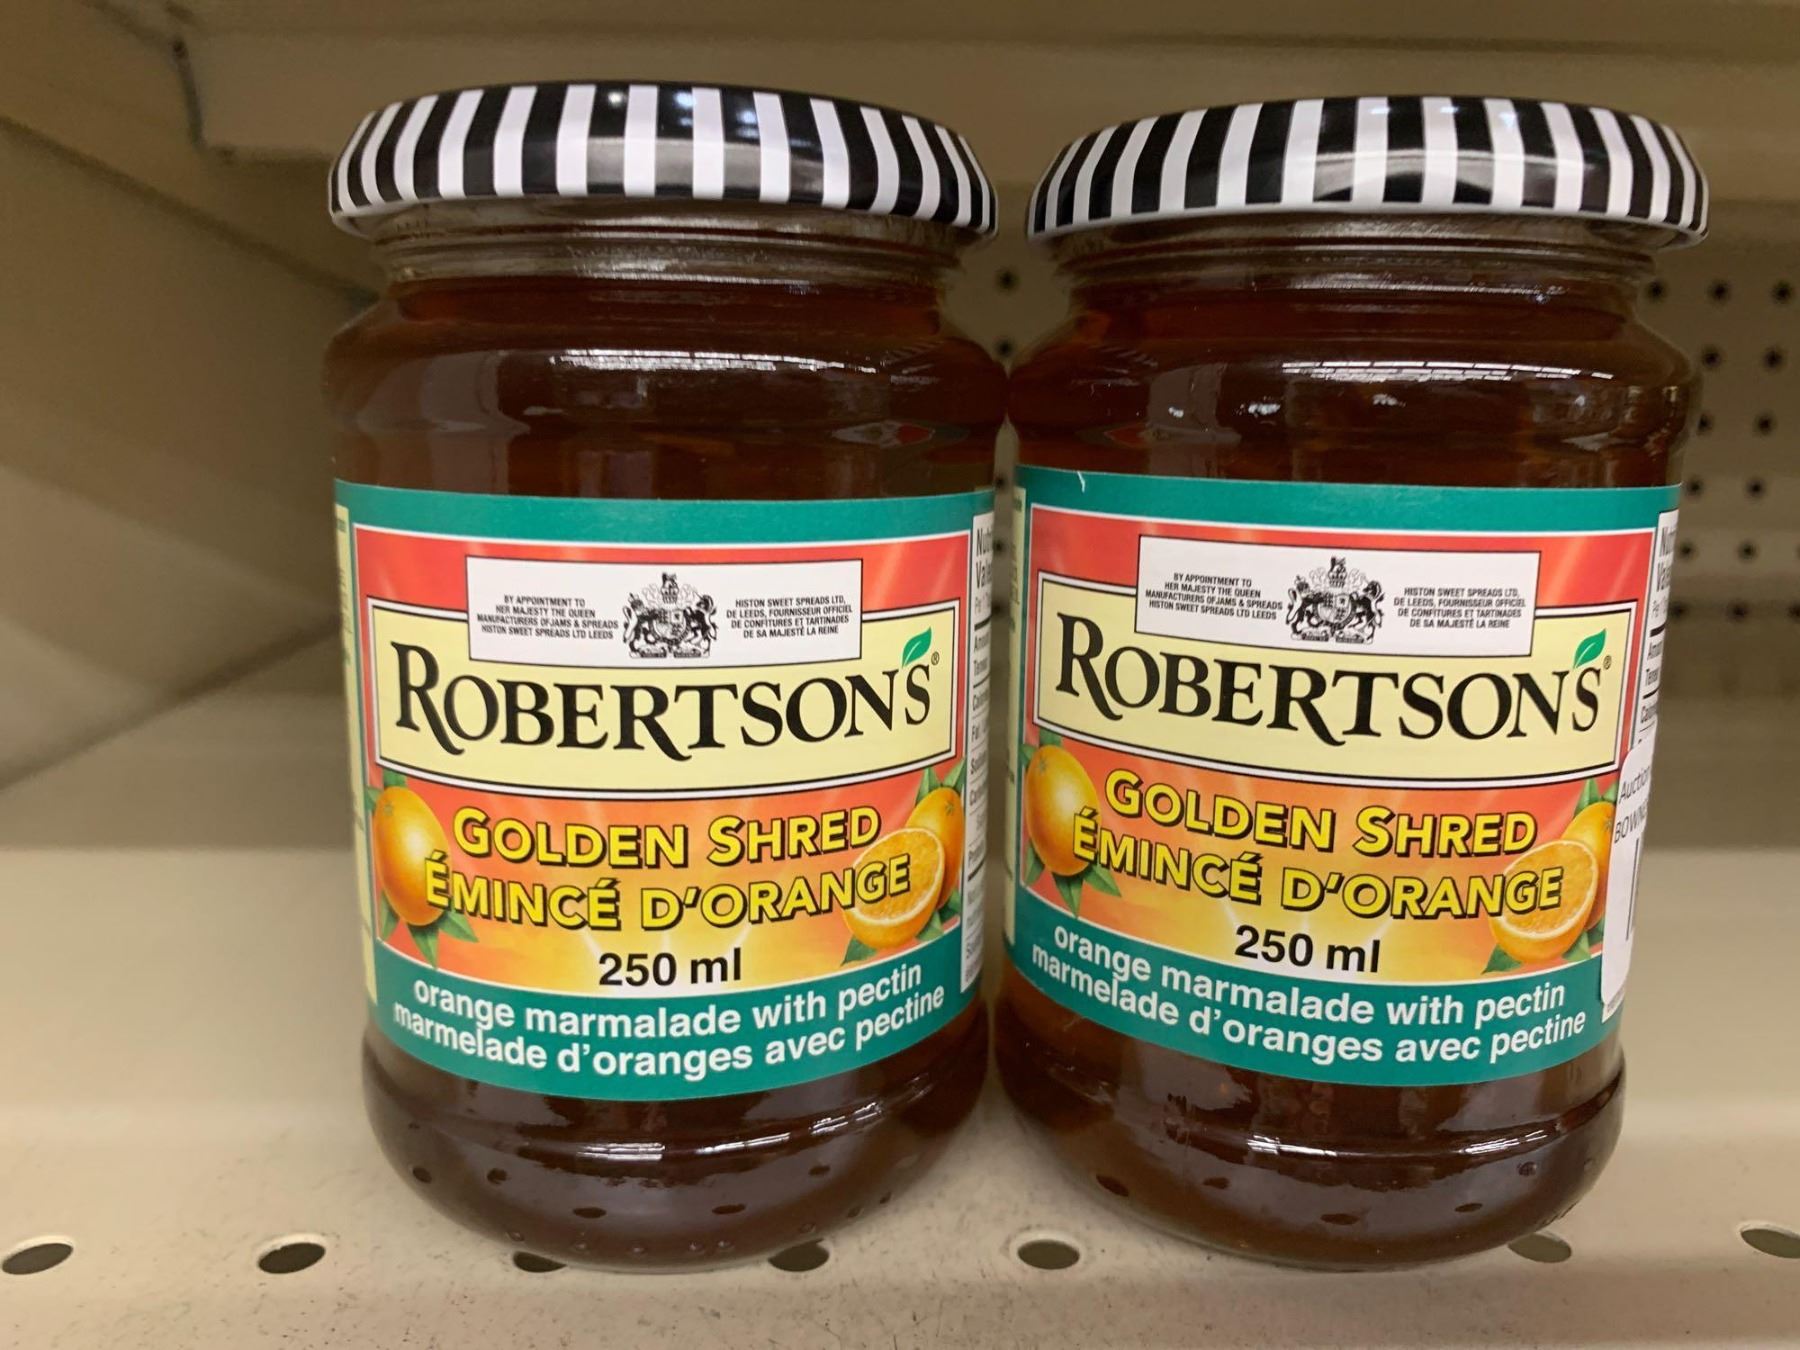 BY APPOINTMENT TO
HER MAJESTY THE QUEEN
MANUFACTURERS OF JAMS & SPREADS
HISTON SWEET SPREADS LTD LEEDS
HISTON SWEET SPREADS LTD,
DE LEEDS, FOURNISSEUR OFFICIEL
DE CONFITURES ET TARTINADES
DE SA MAJESTÉ LA REINE
ROBERTSON'S®
GOLDEN SHRED
ÉMINCÉ D'ORANGE
250 ml
orange marmalade with pectin
marmelade d'oranges avec pectine
BY APPOINTMENT TO
HER MAJESTY THE QUEEN
MANUFACTURERS OF JAMS & SPREADS
HISTON SWEET SPREADS LTD LEEDS
HISTON SWEET SPREADS LTD,
DE LEEDS, FOURNISSEUR OFFICIEL
DE CONFITURES ET TARTINADES
DE SA MAJESTÉ LA REINE
ROBERTSON'S®
GOLDEN SHRED
ÉMINCÉ D'ORANGE
250 ml
orange marmalade with pectin
marmelade d'oranges avec pectine